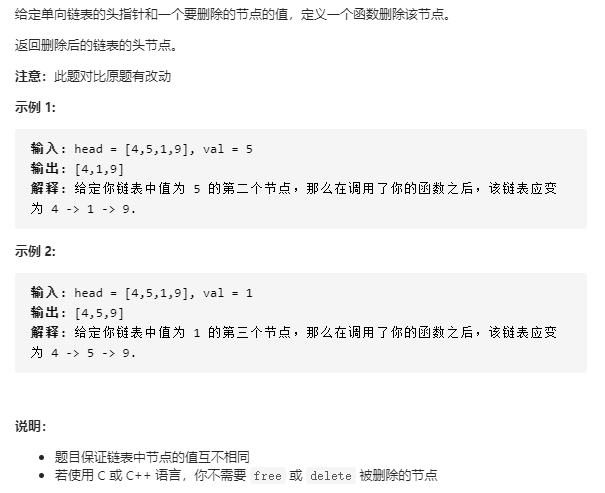 给定单向链表的头指针和一个要删除的节点的值，定义一个函数删除该节点。
返回删除后的链表的头节点。
注意：此题对比原题有改动
示例 1:
输入: head = [4,5,1,9], val = 5
输出: [4,1,9]
解释: 给定你链表中值为 5 的第二个节点，那么在调用了你的函数之后，该链表应变
为 4 -> 1 -> 9.
示例 2:
输入: head = [4,5,1,9], val = 1
输出: [4,5,9]
解释: 给定你链表中值为 1 的第三个节点，那么在调用了你的函数之后，该链表应变
为 4 -> 5 -> 9.
说明：
• 题目保证链表中节点的值互不相同
• 若使用 C 或 C++ 语言，你不需要 free 或 delete 被删除的节点